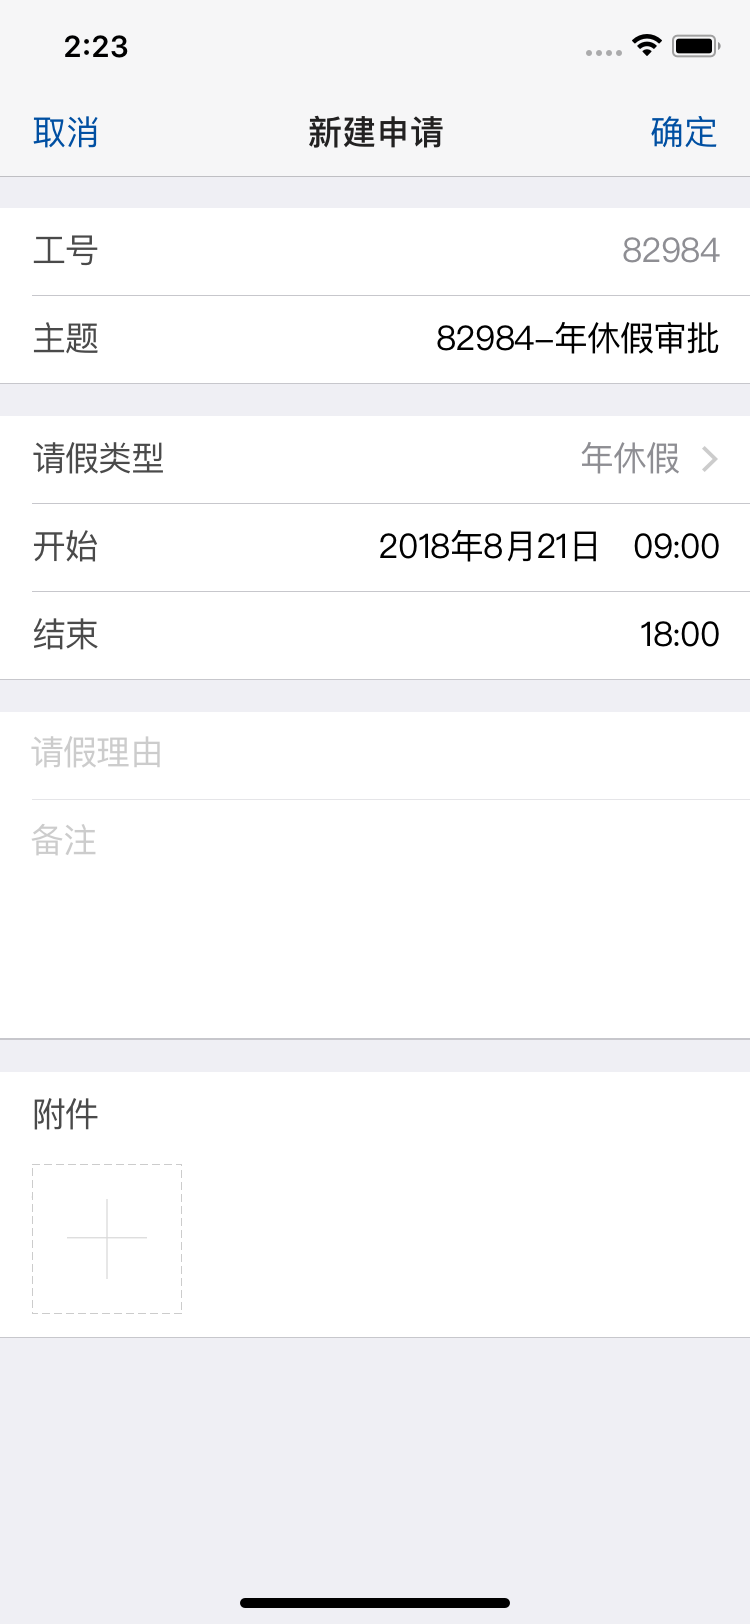 2:23
取消 新建申请 确定
工号 82984
主题 82984-年休假审批
请假类型 年休假
开始 2018年8月21日 09:00
结束 18:00
请假理由
备注
附件